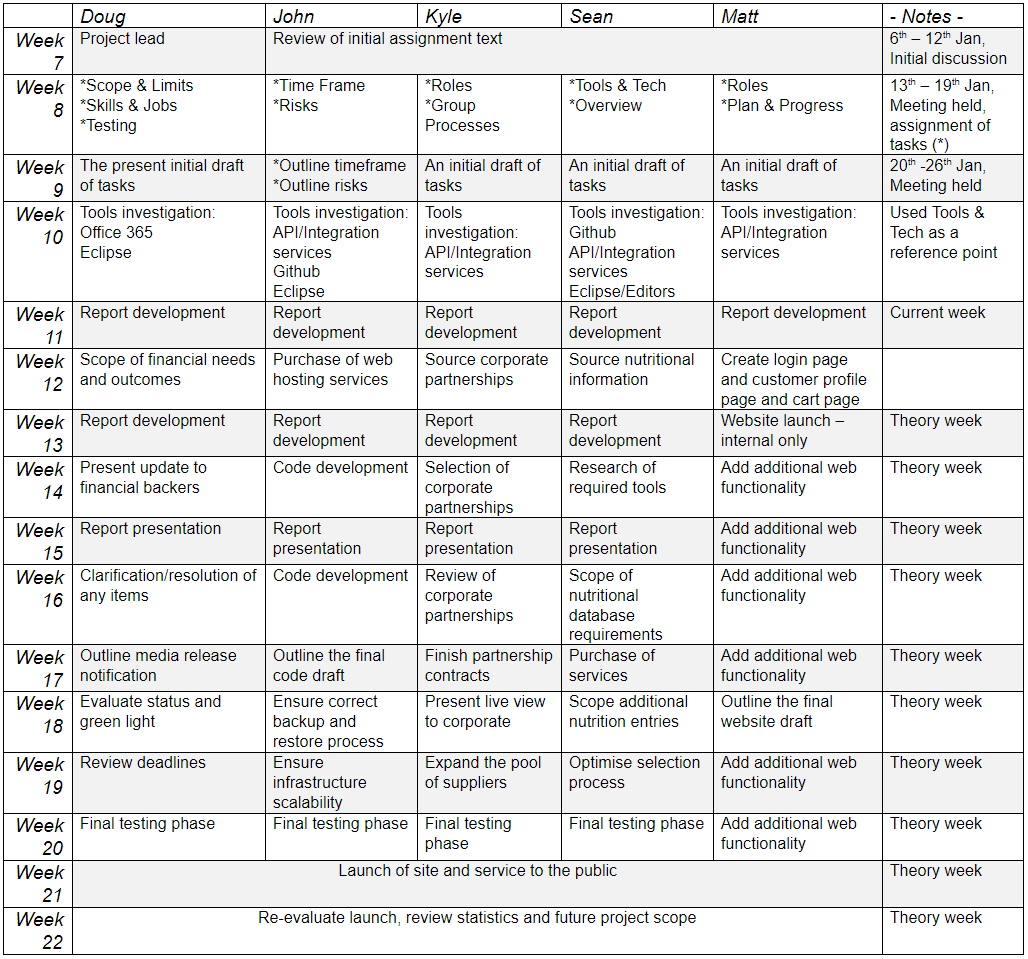 Doug John Kyle Sean Matt - Notes -
Week 7
Project lead
Review of initial assignment text
6th – 12th Jan,
Initial discussion
Week 8
*Scope & Limits
*Skills & Jobs
*Testing
*Time Frame
*Risks
*Roles
*Group
Processes
*Tools & Tech
*Overview
*Roles
*Plan & Progress
13th – 19th Jan,
Meeting held,
assignment of
tasks (*)
Week 9
The present initial draft
of tasks
*Outline timeframe
*Outline risks
An initial draft of
tasks
An initial draft of
tasks
An initial draft of
tasks
20th -26th Jan,
Meeting held
Week 10
Tools investigation:
Office 365
Eclipse
Tools investigation:
API/Integration
services
Github
Eclipse
Tools
investigation:
API/Integration
services
Tools investigation:
Github
API/Integration
services
Eclipse/Editors
Tools investigation:
API/Integration
services
Used Tools &
Tech as a
reference point
Week 11
Report development
Report
development
Report
development
Report
development
Report development
Current week
Week 12
Scope of financial needs
and outcomes
Purchase of web
hosting services
Source corporate
partnerships
Source nutritional
information
Create login page
and customer profile
page and cart page
Week 13
Report development
Report
development
Report
development
Report
development
Website launch –
internal only
Theory week
Week 14
Present update to
financial backers
Code development
Selection of
corporate
partnerships
Research of
required tools
Add additional web
functionality
Theory week
Week 15
Report presentation
Report
presentation
Report
presentation
Report
presentation
Add additional web
functionality
Theory week
Week 16
Clarification/resolution of
any items
Code development
Review of
corporate
partnerships
Scope of
nutritional
database
requirements
Add additional web
functionality
Theory week
Week 17
Outline media release
notification
Outline the final
code draft
Finish partnership
contracts
Purchase of
services
Add additional web
functionality
Theory week
Week 18
Evaluate status and
green light
Ensure correct
backup and
restore process
Present live view
to corporate
Scope additional
nutrition entries
Outline the final
website draft
Theory week
Week 19
Review deadlines
Ensure
infrastructure
scalability
Expand the pool
of suppliers
Optimise selection
process
Add additional web
functionality
Theory week
Week 20
Final testing phase
Final testing phase
Final testing
phase
Final testing phase
Add additional web
functionality
Theory week
Week 21
Launch of site and service to the public
Theory week
Week 22
Re-evaluate launch, review statistics and future project scope
Theory week